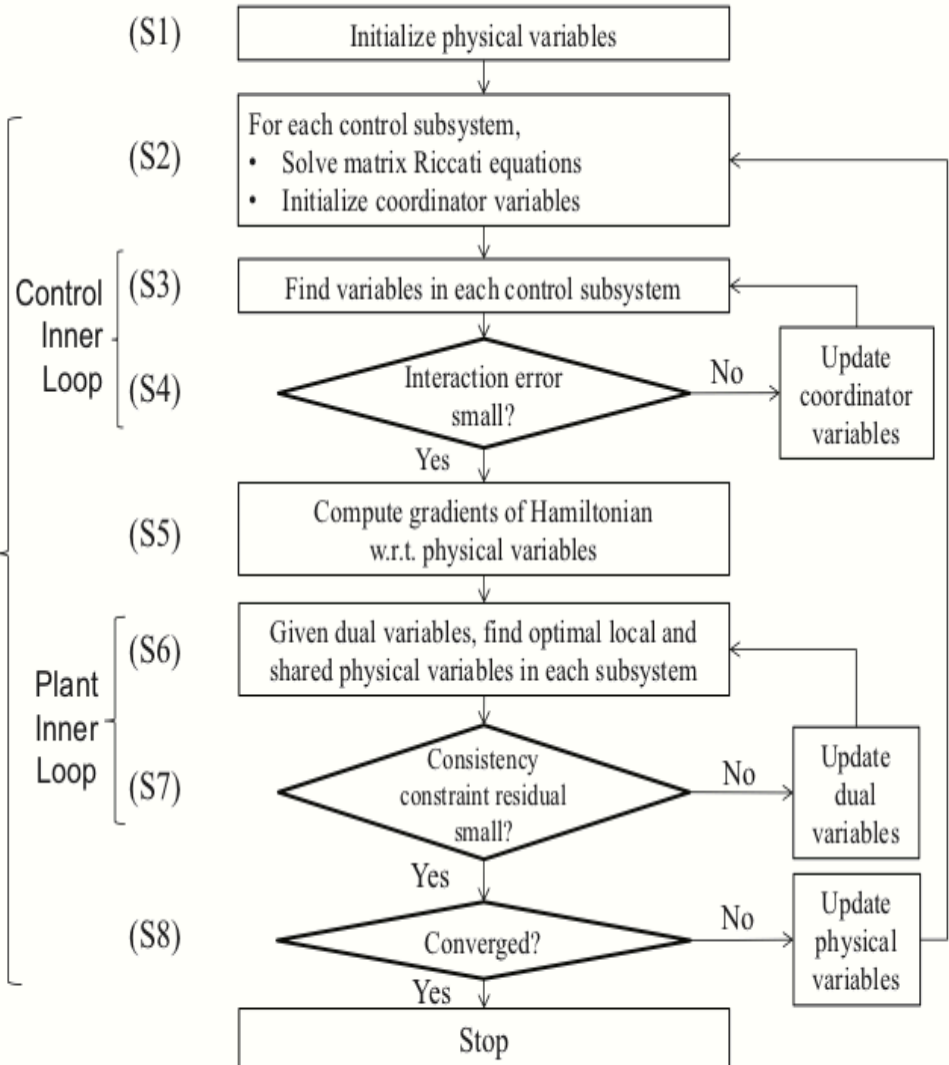 (S1)
Initialize physical variables
(S2)
For each control subsystem,
• Solve matrix Riccati equations
• Initialize coordinator variables
Control
Inner
Loop
(S3)
Find variables in each control subsystem
(S4)
Interaction error
small?
No
Update
coordinator
variables
Yes
(S5)
Compute gradients of Hamiltonian
w.r.t. physical variables
Plant
Inner
Loop
(S6)
Given dual variables, find optimal local and
shared physical variables in each subsystem
(S7)
Consistency
constraint residual
small?
No
Update
dual
variables
Yes
(S8)
Converged?
No
Update
physical
variables
Yes
Stop